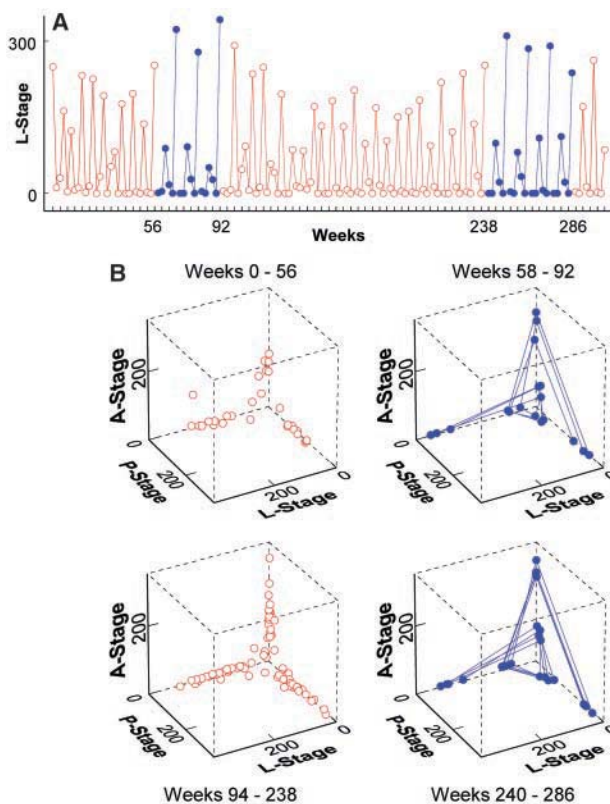 A
300
L-Stage
0
56
92
Weeks
238
286
B
Weeks 0 - 56
Weeks 58 - 92
A-Stage
200
0
P-Stage
200
200
L-Stage
0
A-Stage
200
0
P-Stage
200
200
L-Stage
0
A-Stage
200
0
P-Stage
200
200
L-Stage
0
A-Stage
200
0
P-Stage
200
200
L-Stage
0
Weeks 94 - 238
Weeks 240 - 286